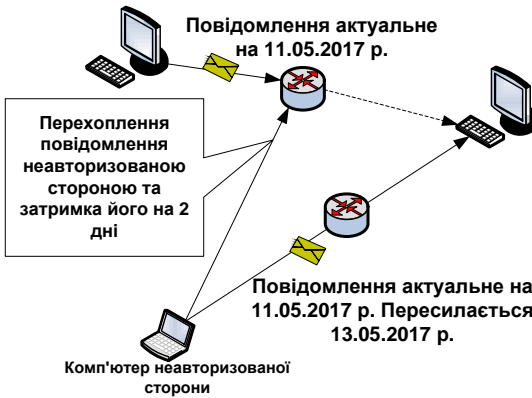 Повідомлення актуальне
на 11.05.2017 р.
Перехоплення
повідомлення
неавторизованою
стороною та
затримка його на 2
дні
Повідомлення актуальне на
11.05.2017 р. Пересилається
13.05.2017 р.
Комп'ютер неавторизованої
сторони